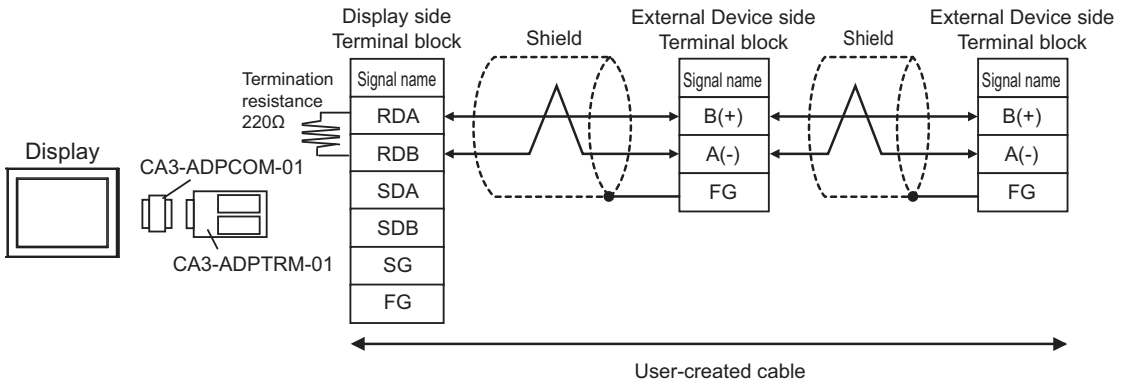 Display side
Terminal block
Shield
External Device side
Terminal block
Shield
External Device side
Terminal block
Termination
resistance
220Ω
Signal name
RDA
RDB
SDA
SDB
SG
FG
Signal name
B(+)
A(-)
FG
Signal name
B(+)
A(-)
FG
Display
CA3-ADPCOM-01
CA3-ADPTRM-01
User-created cable